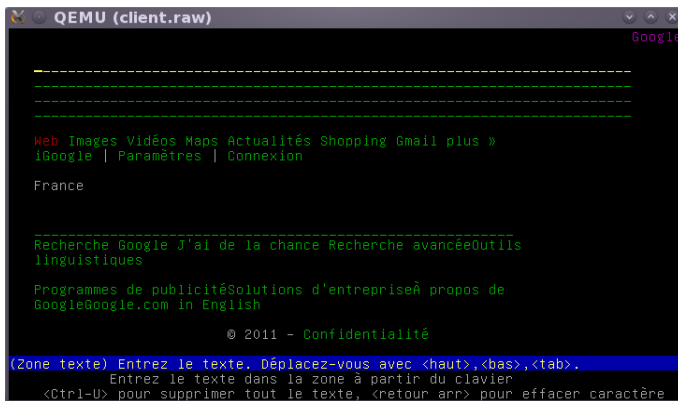 QEMU (client.raw)
Google
Web Images Vidéos Maps Actualités Shopping Gmail plus »
iGoogle | Paramètres | Connexion
France
Recherche Google J'ai de la chance Recherche avancéeOutils
linguistiques
Programmes de publicitéSolutions d'entrepriseÀ propos de
GoogleGoogle.com in English
© 2011 - Confidentialité
(Zone texte) Entrez le texte. Déplacez-vous avec <haut>,<bas>,<tab>.
Entrez le texte dans la zone à partir du clavier
<Ctrl-U> pour supprimer tout le texte, <retour arr> pour effacer caractère